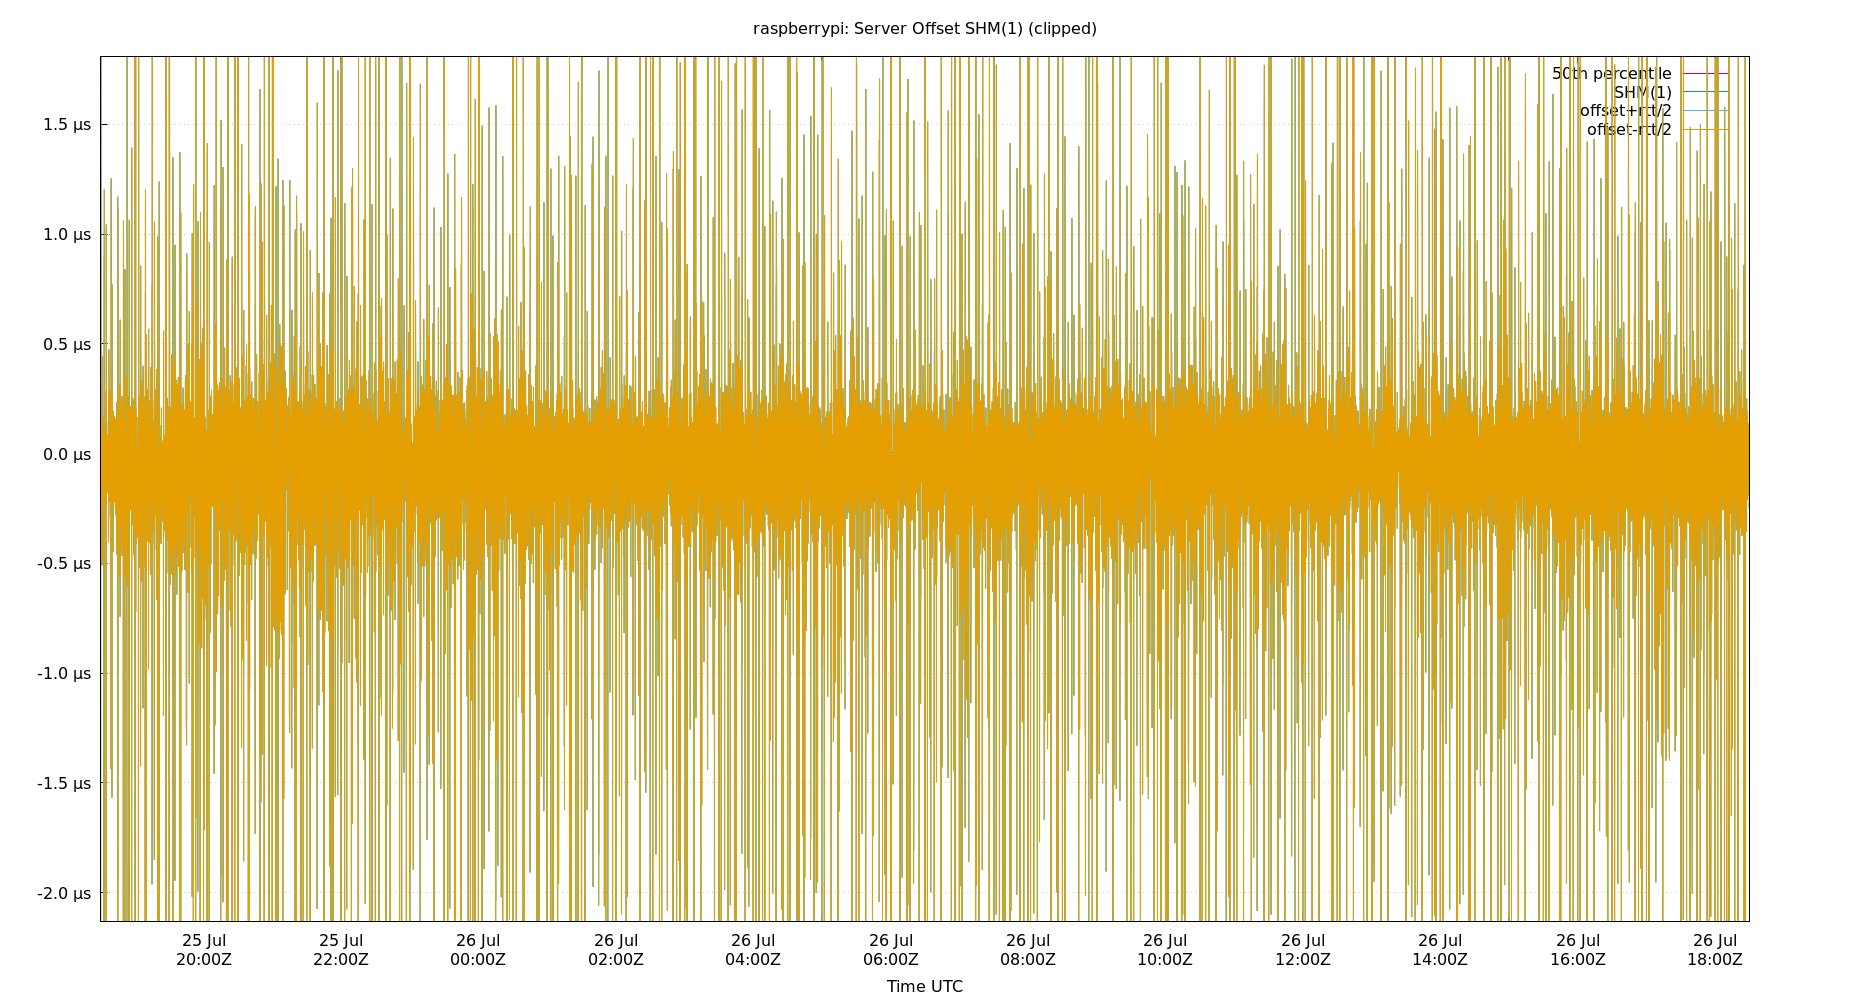 raspberrypi: Server Offset SHM(1) (clipped)
50th percentile
SHM(1)
offset+rtt/2
offset-rtt/2
1.5 µs
1.0 µs
0.5 µs
0.0 µs
-0.5 µs
-1.0 µs
-1.5 µs
-2.0 µs
25 Jul 25 Jul 26 Jul 26 Jul 26 Jul 26 Jul 26 Jul 26 Jul 26 Jul 26 Jul 26 Jul 26 Jul
20:00Z 22:00Z 00:00Z 02:00Z 04:00Z 06:00Z 08:00Z 10:00Z 12:00Z 14:00Z 16:00Z 18:00Z
Time UTC